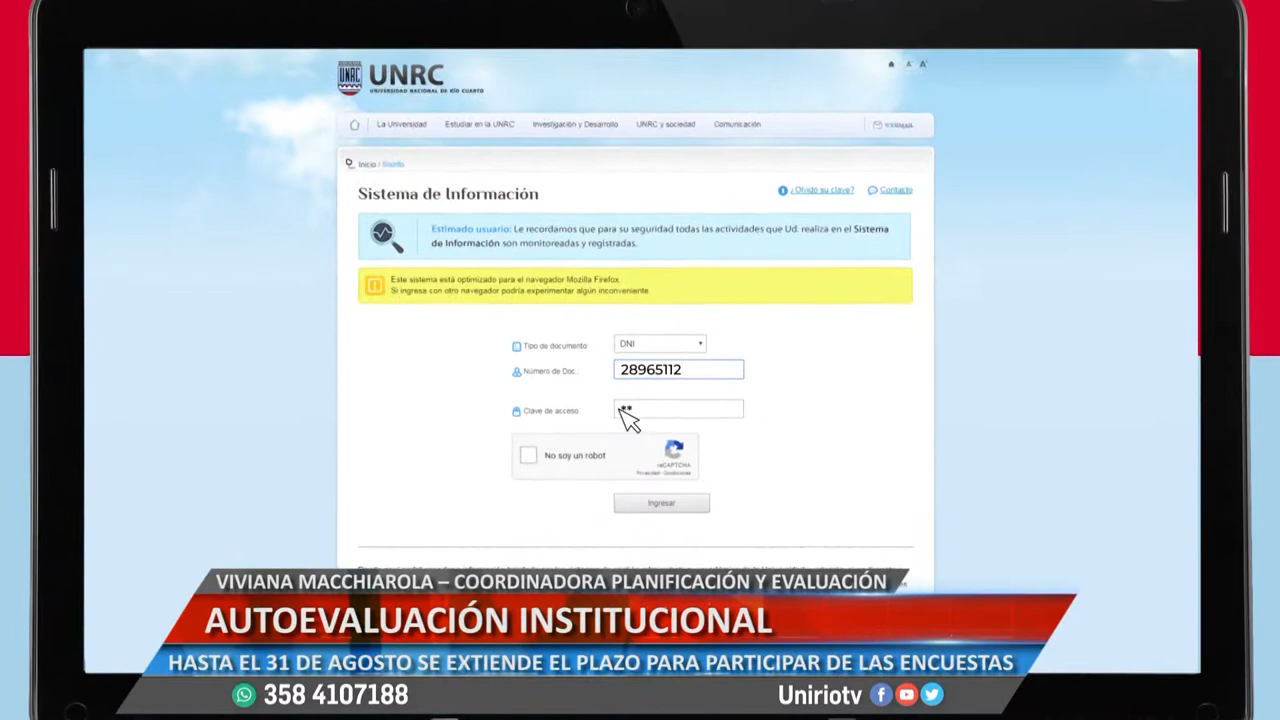 UNRC
UNRC
UNIVERSIDAD NACIONAL DE RÍO CUARTO
A A
La Universidad Estudiar en la UNRC Investigación y Desarrollo UNRC y sociedad Comunicación WEBMAIL
Inicio /
Sistema de Información
¿Olvidó su clave? Contacto
Estimado usuario: Le recordamos que para su seguridad todas las actividades que Ud. realiza en el Sistema
de Información son monitoreadas y registradas.
Este sistema está optimizado para el navegador Mozilla Firefox.
Si ingresa con otro navegador podría experimentar algún inconveniente
Tipo de documento: DNI
Número de Doc.: 28965112
Clave de acceso: **
No soy un robot
reCAPTCHA
Privacidad - Condiciones
Ingresar
VIVIANA MACCHIAROLA – COORDINADORA PLANIFICACIÓN Y EVALUACIÓN
AUTOEVALUACIÓN INSTITUCIONAL
HASTA EL 31 DE AGOSTO SE EXTIENDE EL PLAZO PARA PARTICIPAR DE LAS ENCUESTAS
358 4107188
Uniriotv